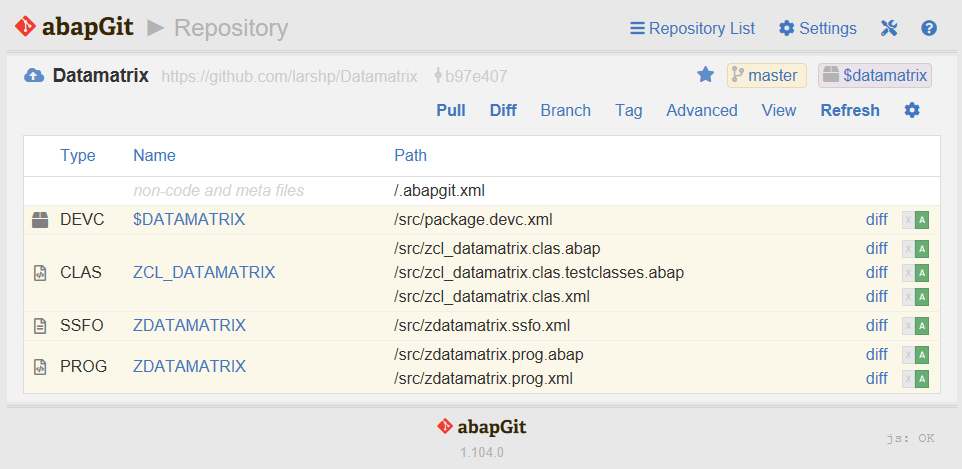 abapGit ▶ Repository Repository List Settings
Datamatrix https://github.com/larshp/Datamatrix b97e407 master $datamatrix
Pull Diff Branch Tag Advanced View Refresh
Type Name Path
non-code and meta files /.abapgit.xml
DEVC $DATAMATRIX /src/package.devc.xml diff X A
/src/zcl_datamatrix.clas.abap diff X A
CLAS ZCL_DATAMATRIX /src/zcl_datamatrix.clas.testclasses.abap diff X A
/src/zcl_datamatrix.clas.xml diff X A
SSFO ZDATAMATRIX /src/zdatamatrix.ssfo.xml diff X A
/src/zdatamatrix.prog.abap diff X A
PROG ZDATAMATRIX
/src/zdatamatrix.prog.xml diff X A
abapGit
1.104.0
js: OK